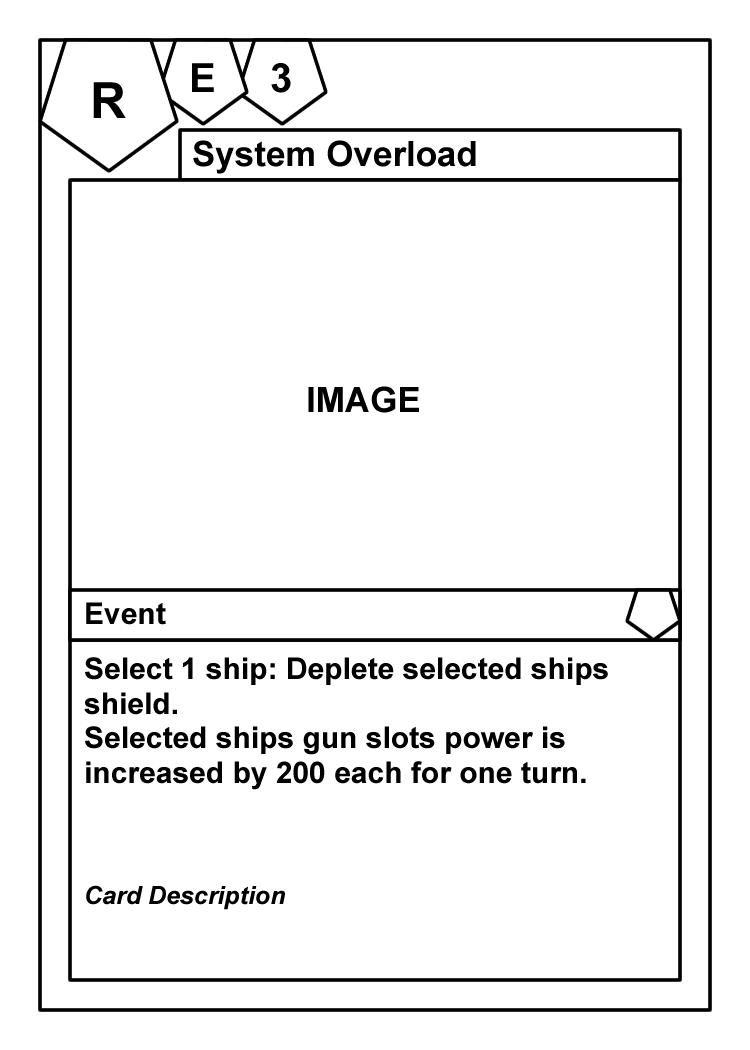 R
E
3
System Overload
IMAGE
Event
Select 1 ship: Deplete selected ships
shield.
Selected ships gun slots power is
increased by 200 each for one turn.
Card Description